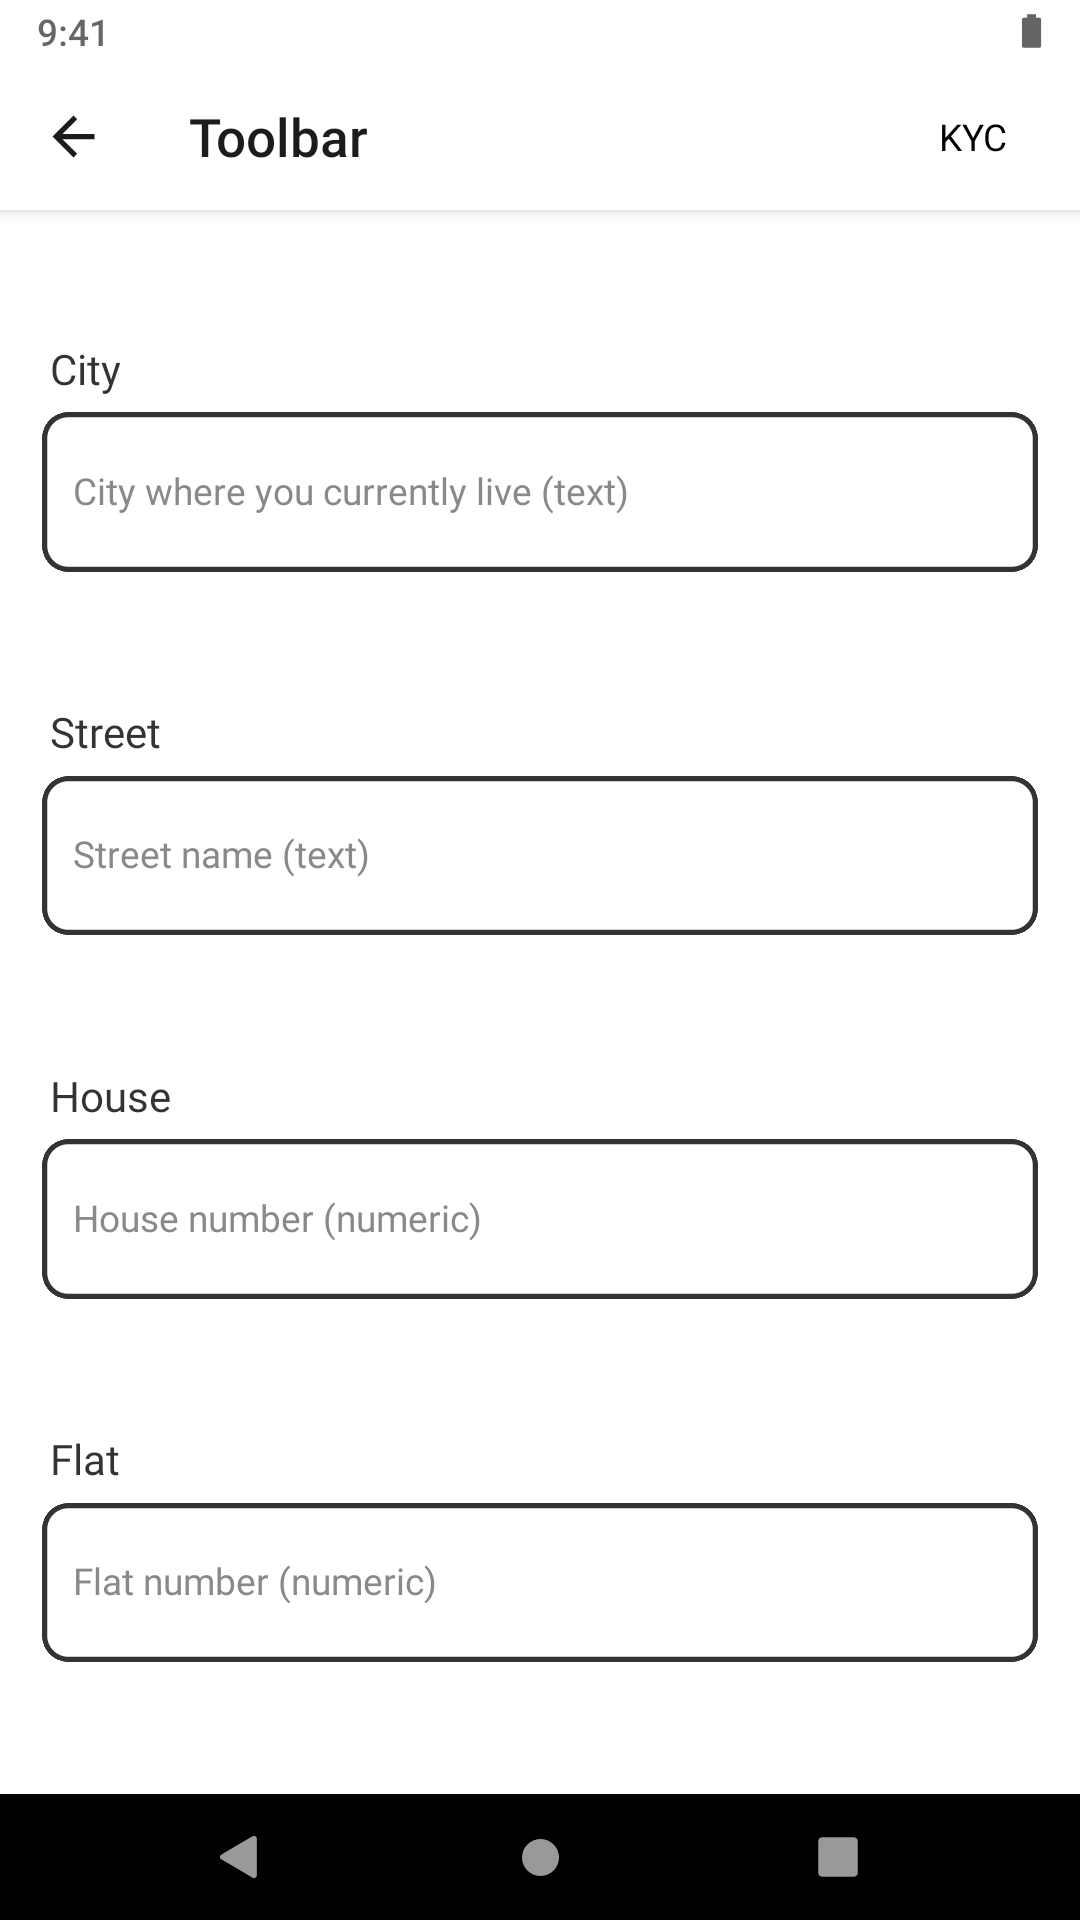 9:41
Toolbar
KYC
City
City where you currently live (text)
Street
Street name (text)
House
House number (numeric)
Flat
Flat number (numeric)